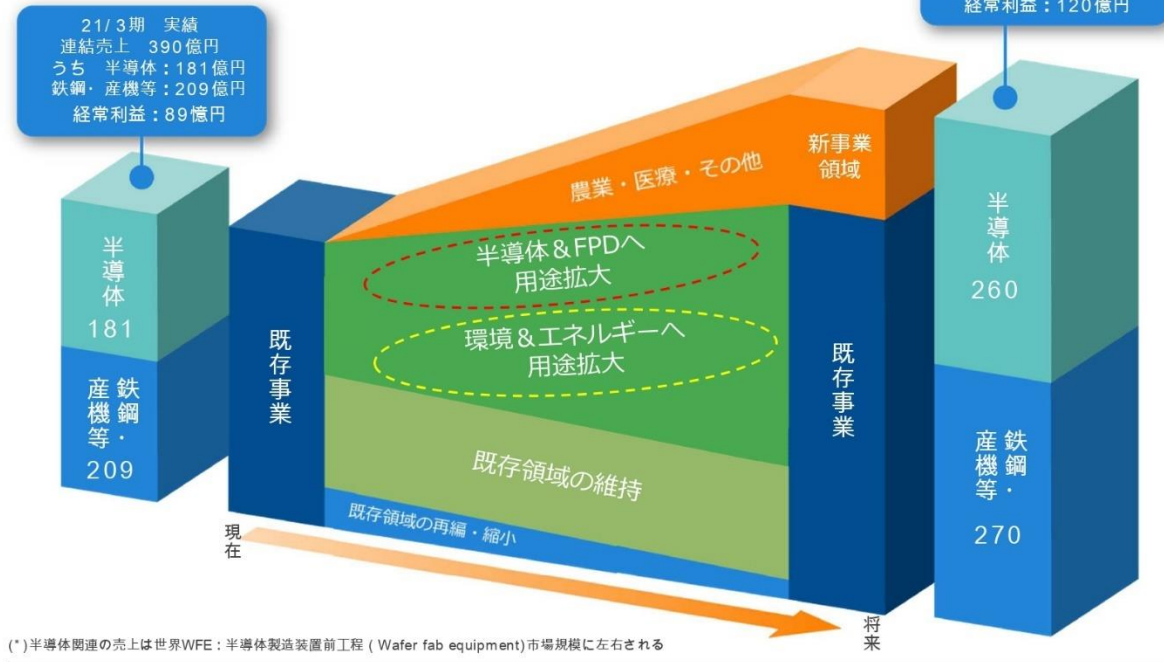 21/3期 実績
連結売上 390億円
うち 半導体：181億円
鉄鋼・産機等：209億円
経常利益：89憶円
経常利益：120億円
半導体
181
鉄鋼・
産機等
209
既存事業
農業・医療・その他
新事業
領域
半導体＆FPDへ
用途拡大
環境＆エネルギーへ
用途拡大
既存領域の維持
既存領域の再編・縮小
既存事業
半導体
260
鉄鋼・
産機等
270
現在
将来
(*)半導体関連の売上は世界WFE：半導体製造装置前工程 ( Wafer fab equipment)市場規模に左右される